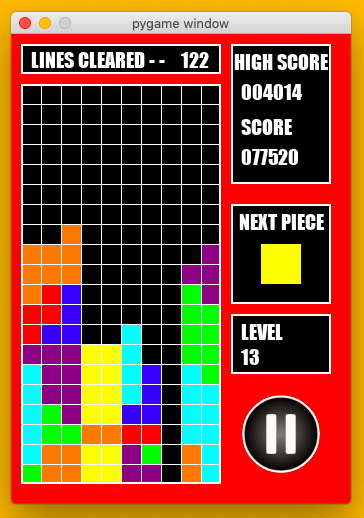 pygame window
LINES CLEARED - - 122
HIGH SCORE
004014
SCORE
077520
NEXT PIECE
LEVEL
13